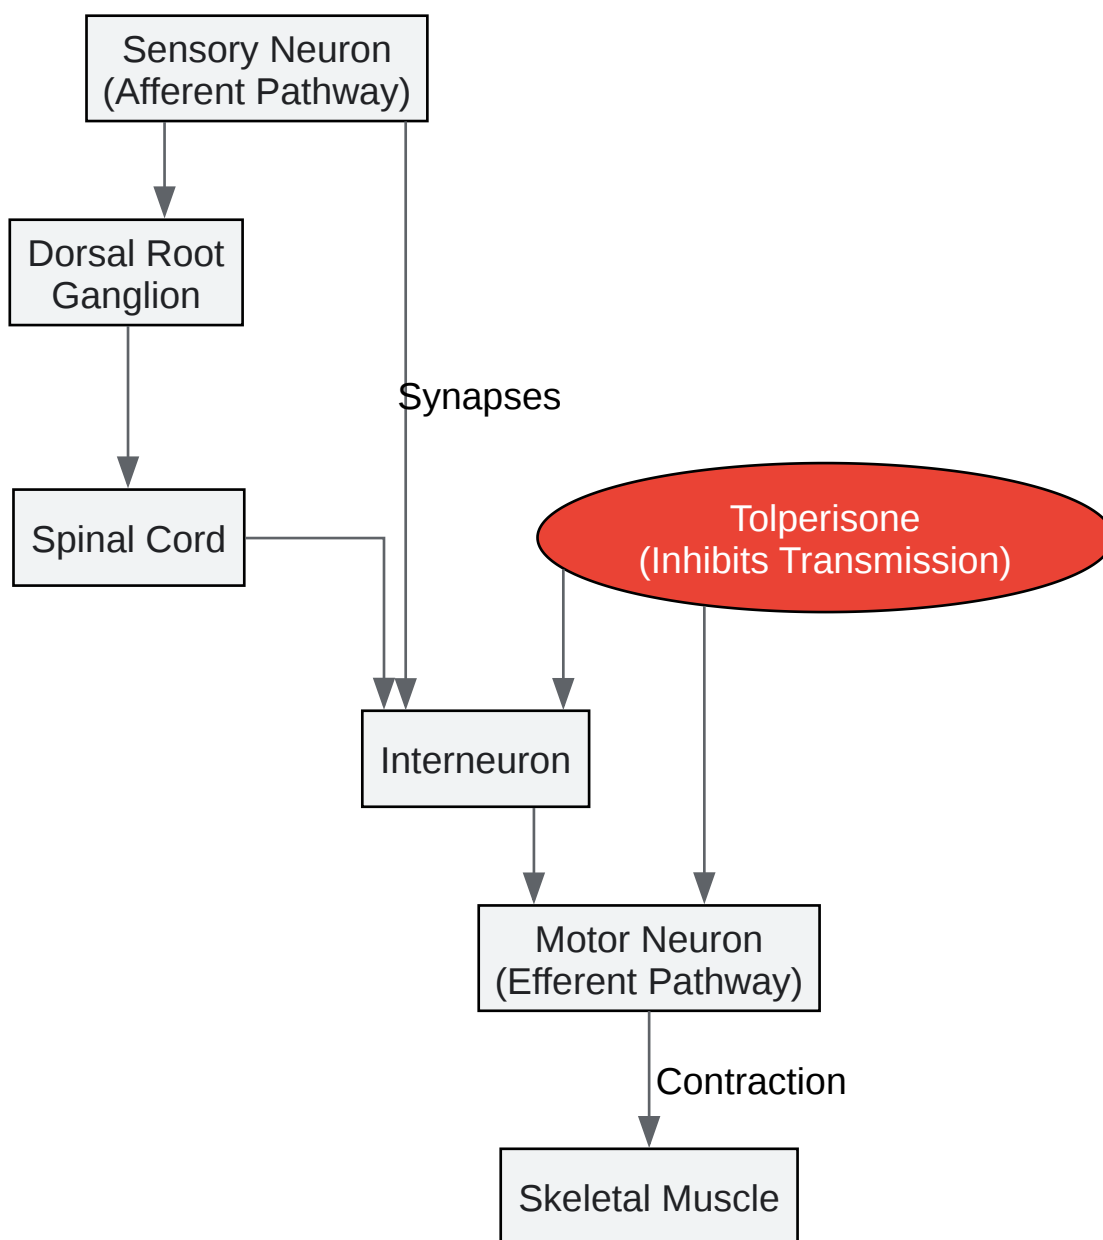 Sensory Neuron
(Afferent Pathway)
Dorsal Root
Ganglion
Synapses
Spinal Cord
Tolperisone
(Inhibits Transmission)
Interneuron
Motor Neuron
(Efferent Pathway)
Contraction
Skeletal Muscle